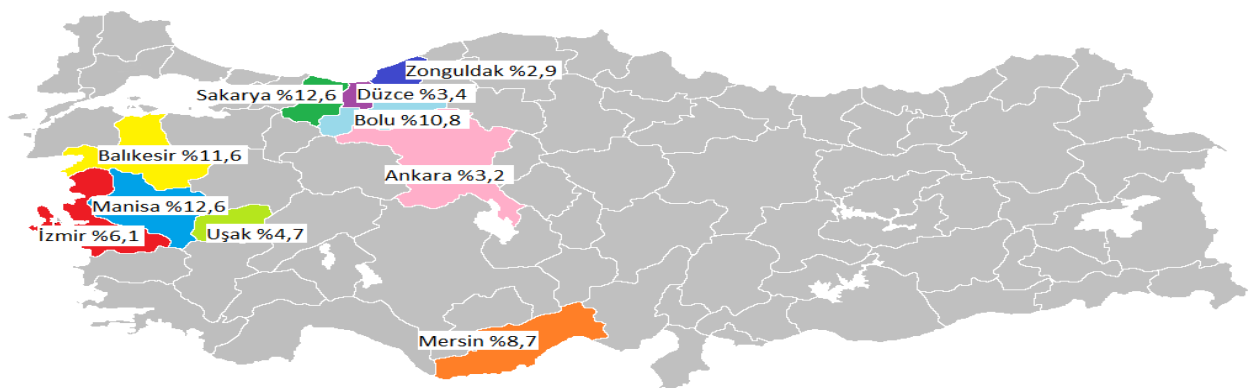 Zonguldak %2,9
Sakarya %12,6
Düzce %3,4
Bolu %10,8
Balıkesir %11,6
Ankara %3,2
Manisa %12,6
İzmir %6,1
Uşak %4,7
Mersin %8,7